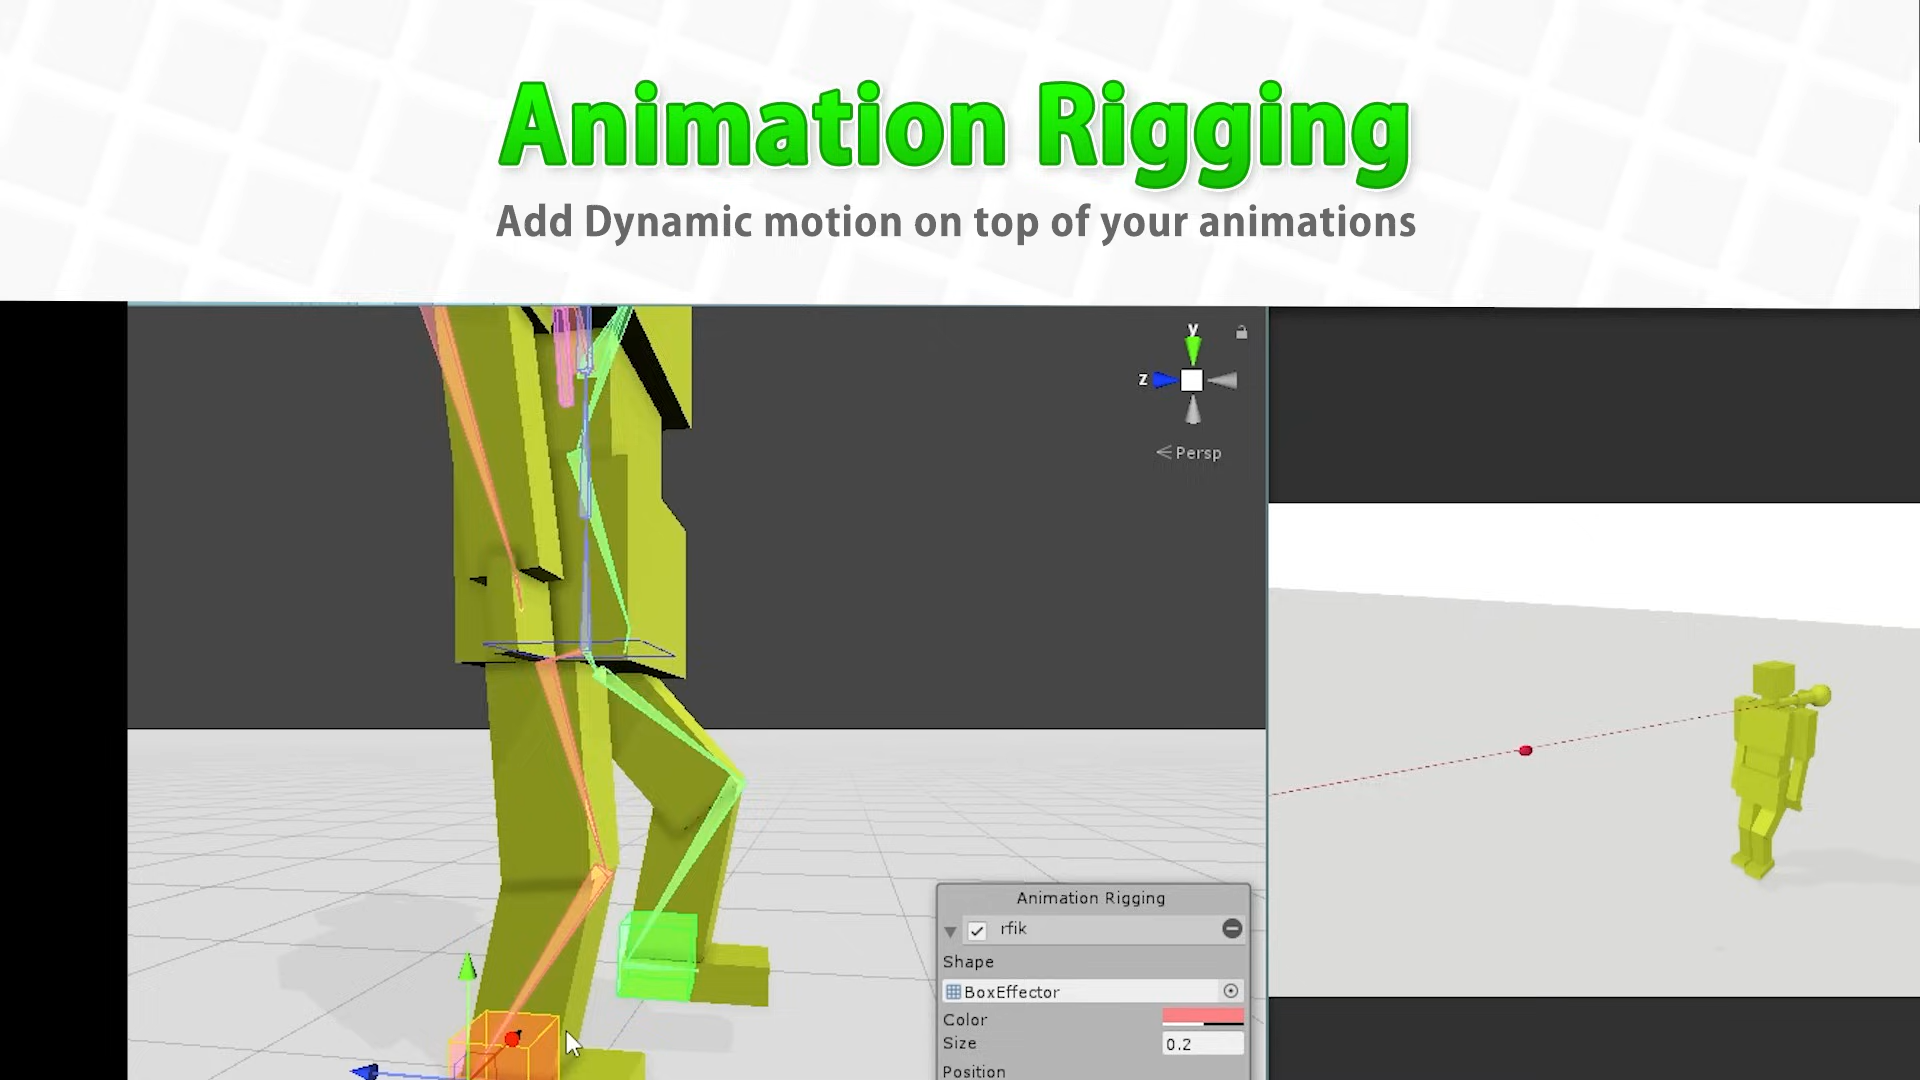 Animation Rigging
Add Dynamic motion on top of your animations
y
z
< Persp
Animation Rigging
rfik
Shape
BoxEffector
Color
Size 0.2
Position